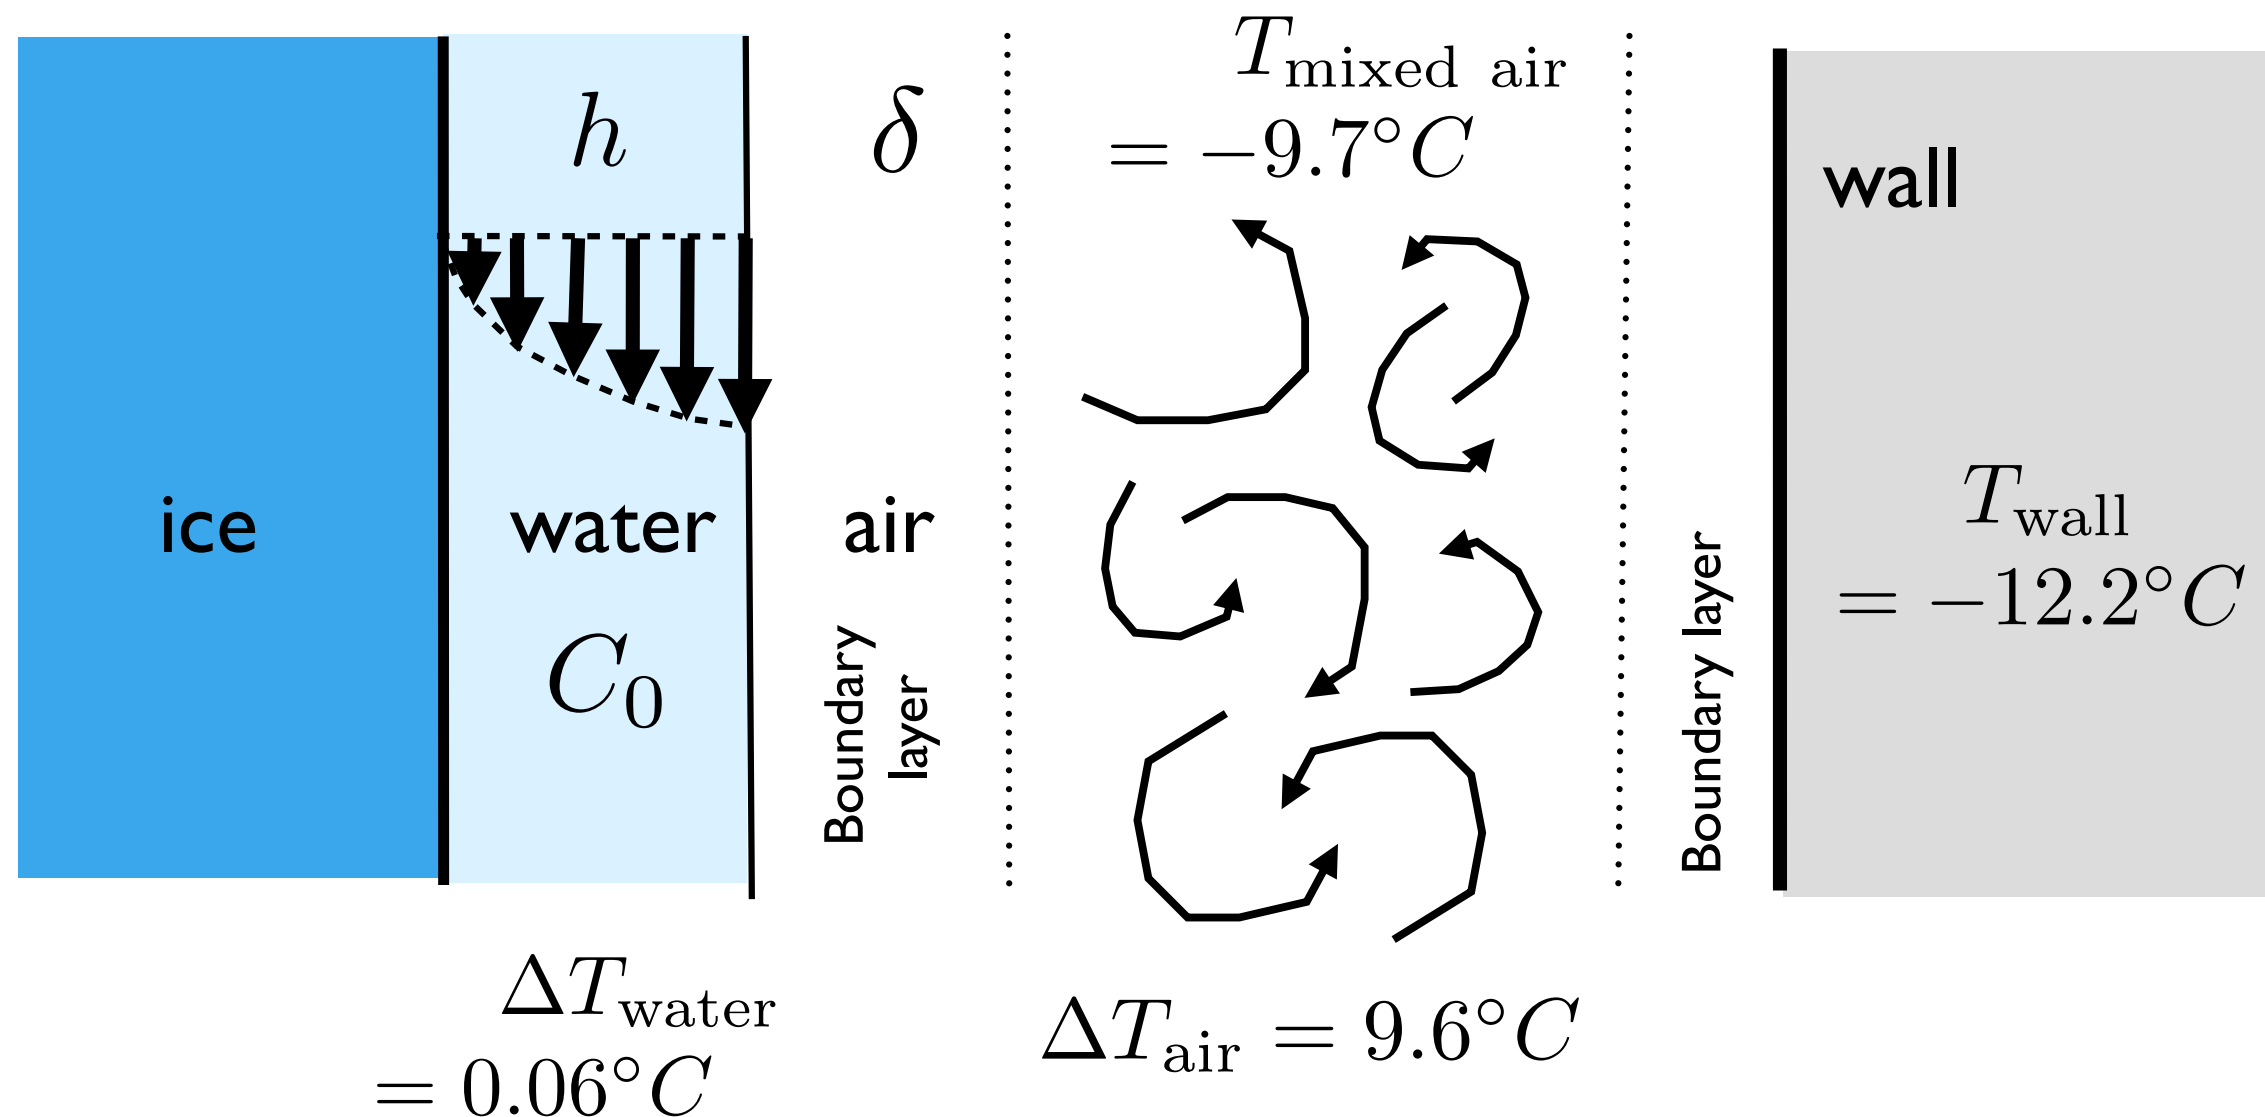 h
δ
T_mixed air
= −9.7°C
wall
ice
water
air
C_0
Boundary
layer
Boundary layer
T_wall
= −12.2°C
ΔT_water
= 0.06°C
ΔT_air = 9.6°C